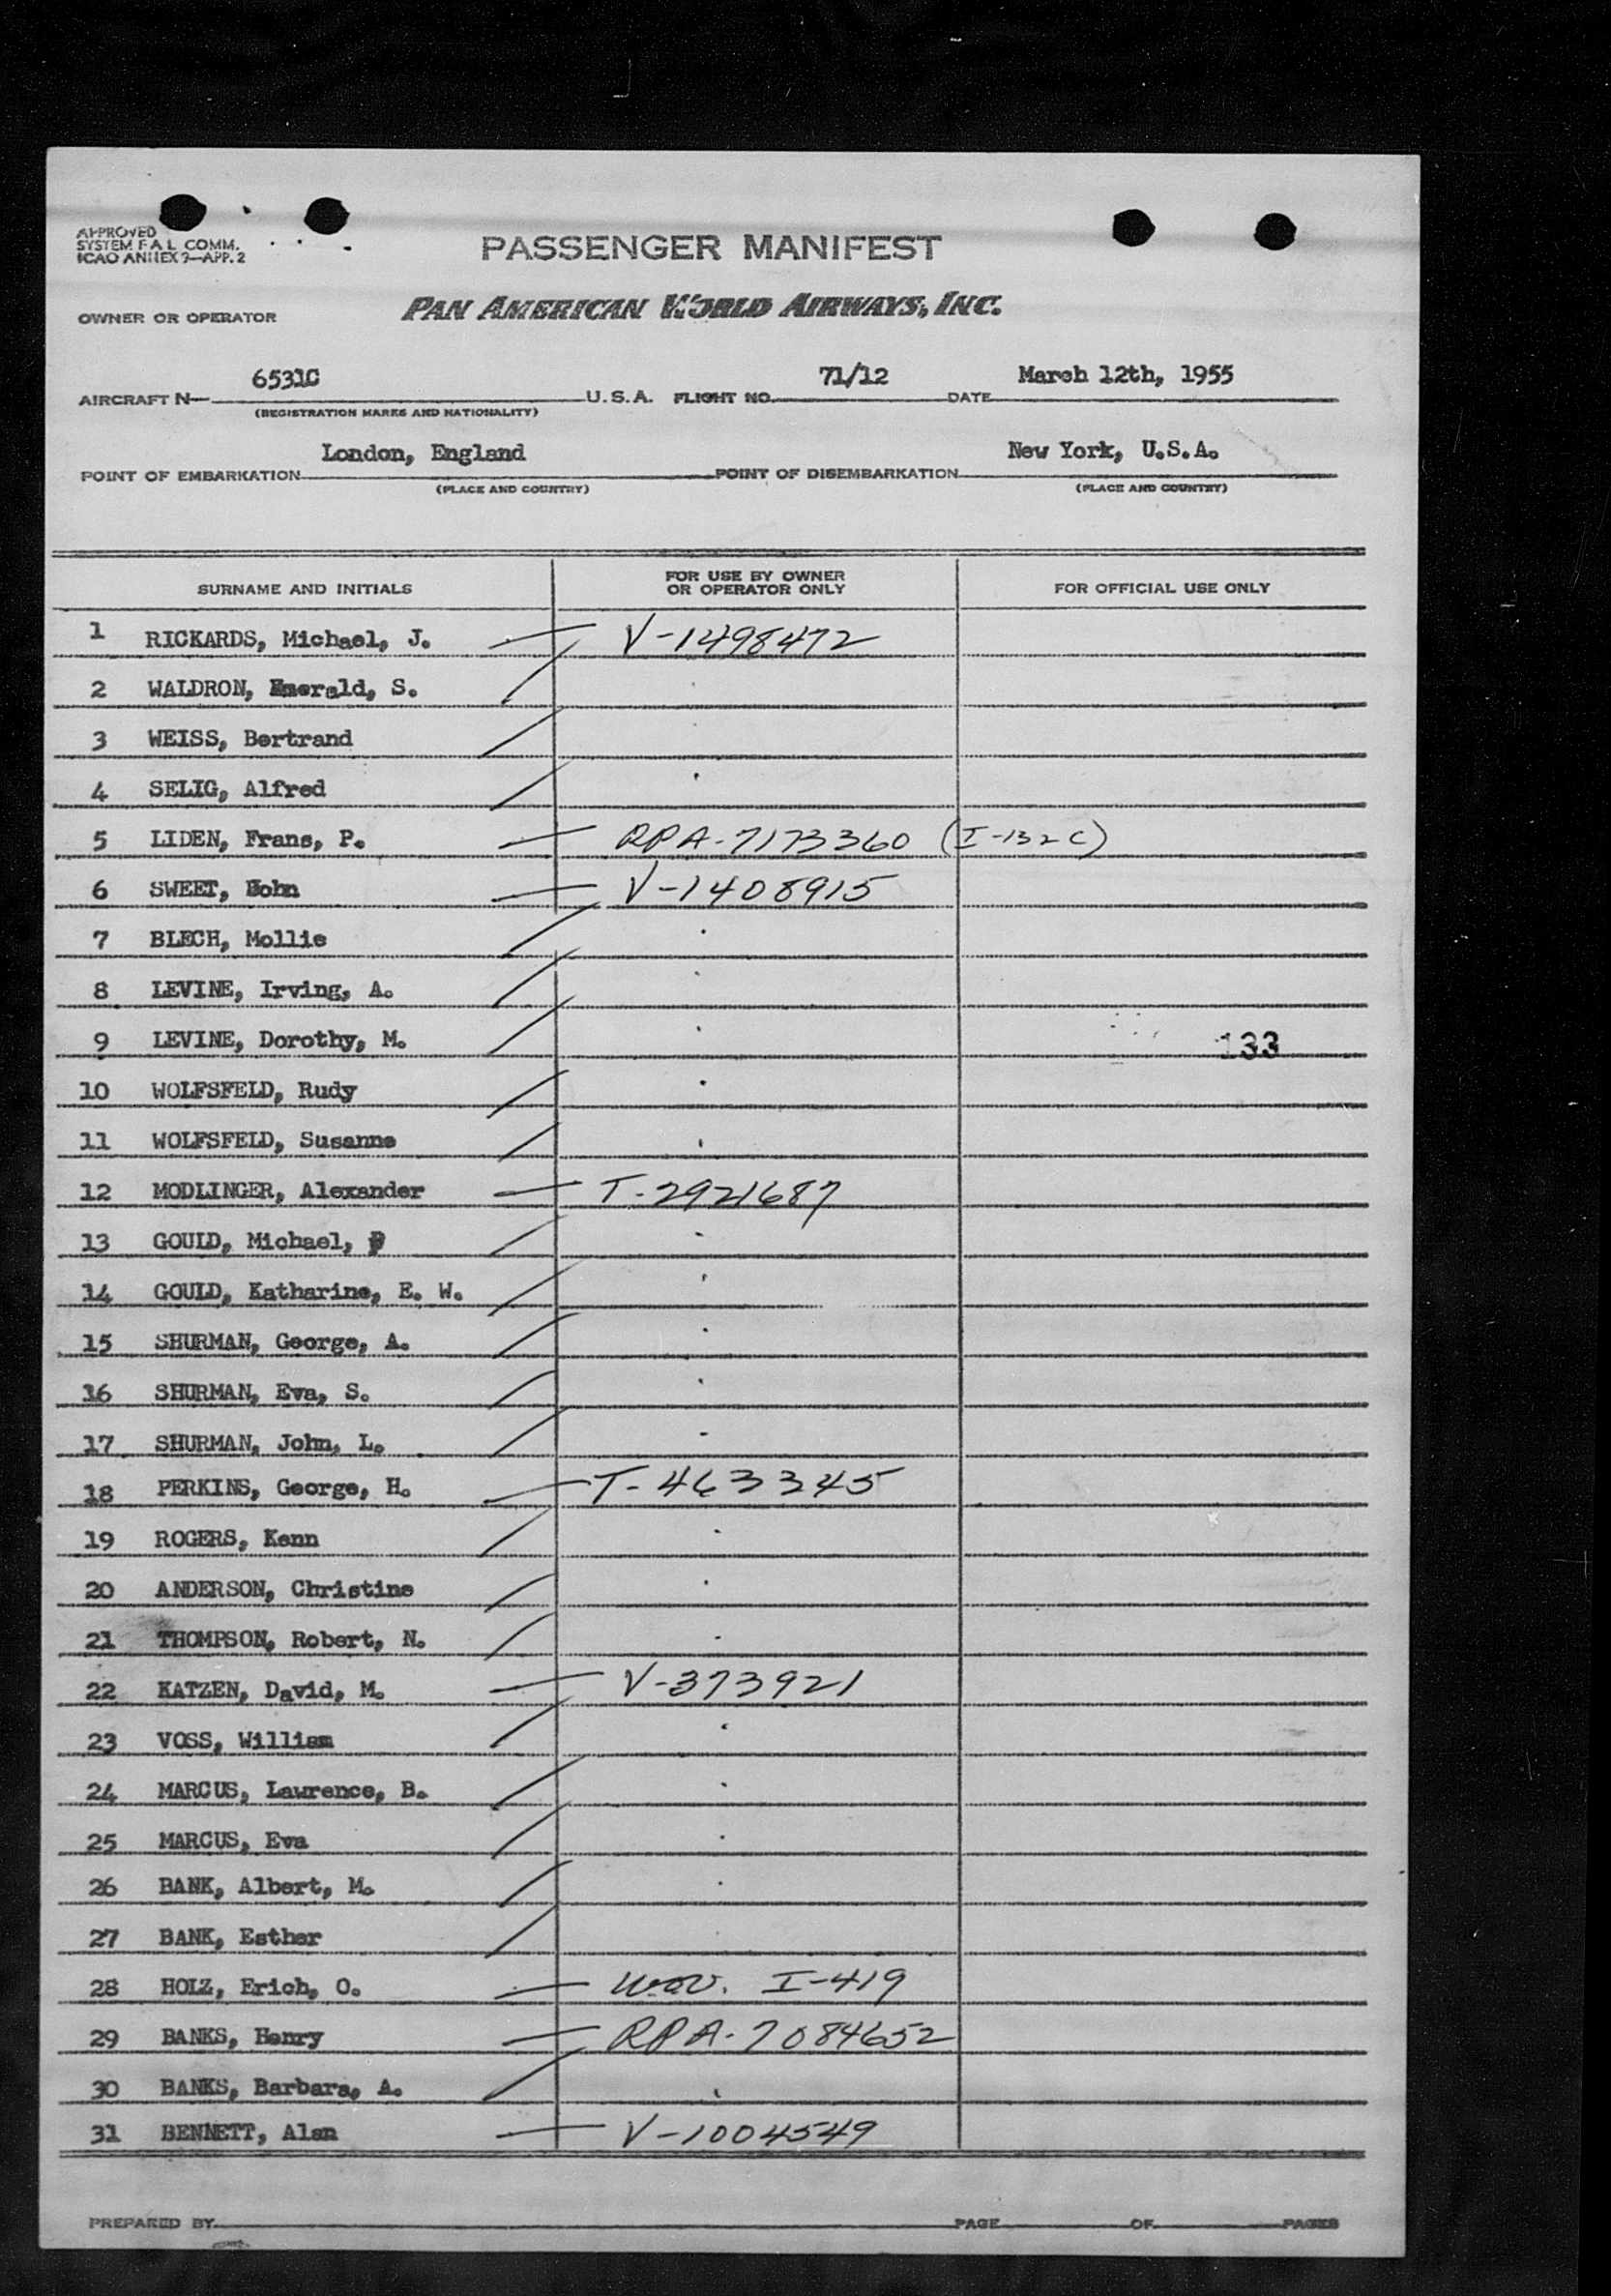 APPROVED
SYSTEM F A L COMM.
ICAO ANNEX 9—APP. 2
PASSENGER MANIFEST
OWNER OR OPERATOR PAN AMERICAN WORLD AIRWAYS, INC.
AIRCRAFT N— 6531C U.S.A. FLIGHT NO. 71/12 DATE March 12th, 1955
(REGISTRATION MARKS AND NATIONALITY)
POINT OF EMBARKATION London, England POINT OF DISEMBARKATION New York, U.S.A.
(PLACE AND COUNTRY) (PLACE AND COUNTRY)
SURNAME AND INITIALS FOR USE BY OWNER OR OPERATOR ONLY FOR OFFICIAL USE ONLY
1 RICKARDS, Michael, J. V-1498472
2 WALDRON, Emerald, S.
3 WEISS, Bertrand
4 SELIG, Alfred
5 LIDEN, Frans, P. RPA-7173360 (I-132C)
6 SWEET, John V-1408915
7 BLECH, Mollie
8 LEVINE, Irving, A.
9 LEVINE, Dorothy, M. 133
10 WOLFSFELD, Rudy
11 WOLFSFELD, Susanne
12 MODLINGER, Alexander T-2921687
13 GOULD, Michael,
14 GOULD, Katharine, E. W.
15 SHURMAN, George, A.
16 SHURMAN, Eva, S.
17 SHURMAN, John, L.
18 PERKINS, George, H. T-463345
19 ROGERS, Kenn
20 ANDERSON, Christine
21 THOMPSON, Robert, N.
22 KATZEN, David, M. V-373921
23 VOSS, William
24 MARCUS, Lawrence, B.
25 MARCUS, Eva
26 BANK, Albert, M.
27 BANK, Esther
28 HOLZ, Erich, O. I-419
29 BANKS, Henry RPA-7084652
30 BANKS, Barbara, A.
31 BENNETT, Alan V-1004549
PREPARED BY PAGE OF PAGES